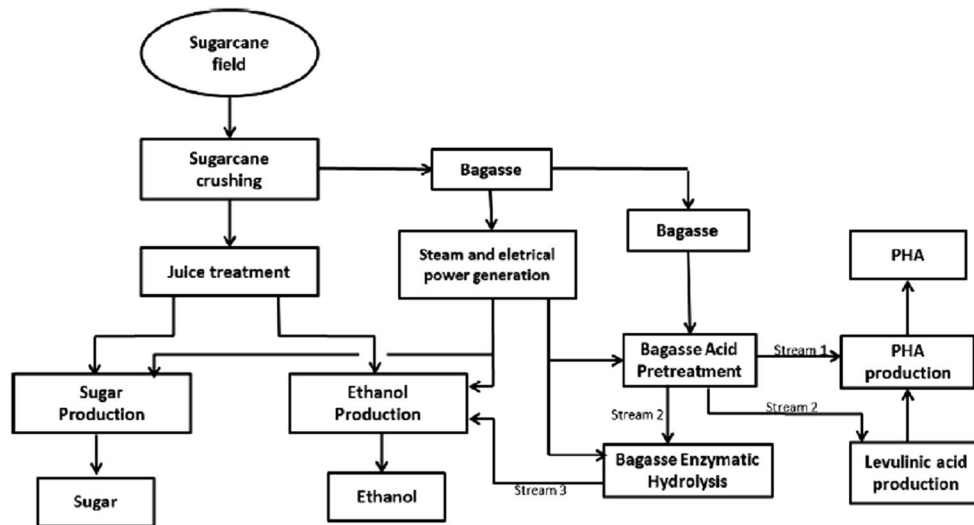 Sugarcane
field
Sugarcane
crushing
Bagasse
Bagasse
Juice treatment
Steam and eletrical
power generation
PHA
Sugar
Production
Ethanol
Production
Bagasse Acid
Pretreatment
Stream 1
PHA
production
Stream 2
Stream 2
Sugar
Ethanol
Stream 3
Bagasse Enzymatic
Hydrolysis
Levulinic acid
production